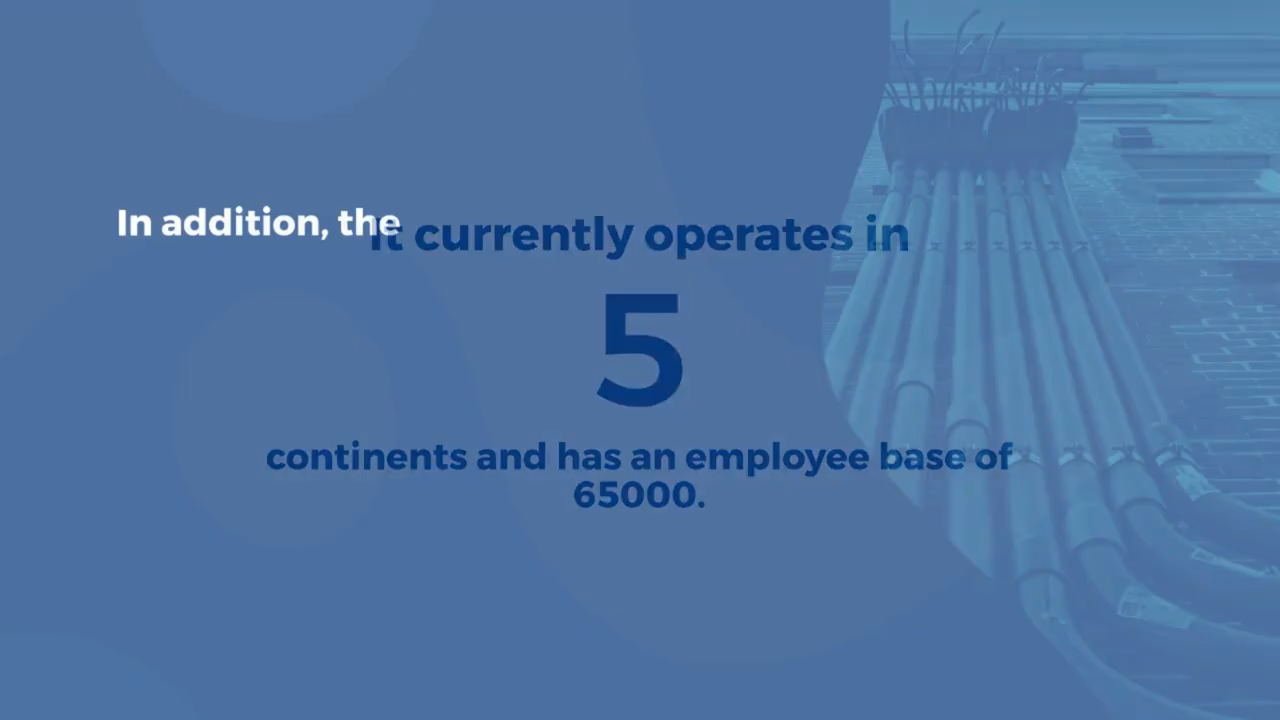 In addition, the
It currently operates in
5
continents and has an employee base of
65000.